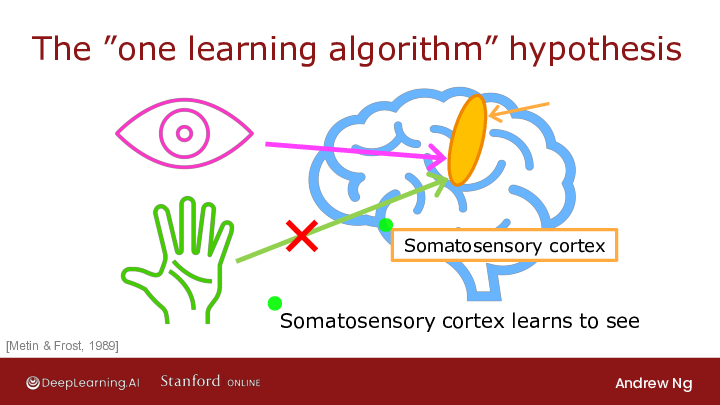 The ”one learning algorithm” hypothesis
Somatosensory cortex
Somatosensory cortex learns to see
[Metin & Frost, 1989]
DeepLearning.AI Stanford ONLINE Andrew Ng